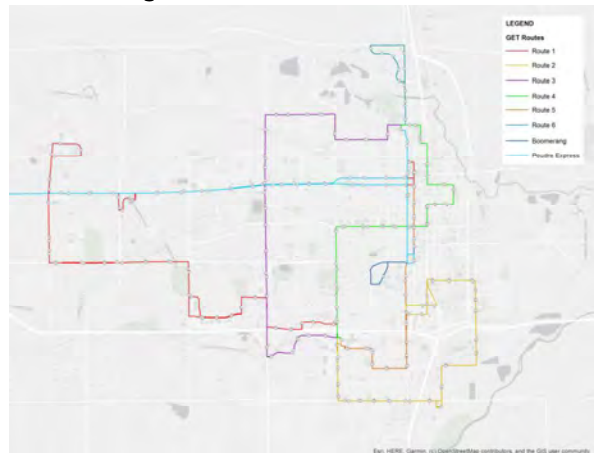 LEGEND
GET Routes
Route 1
Route 2
Route 3
Route 4
Route 5
Route 6
Boomerang
Poudre Express
Esri, HERE, Garmin, (c) OpenStreetMap contributors, and the GIS user community